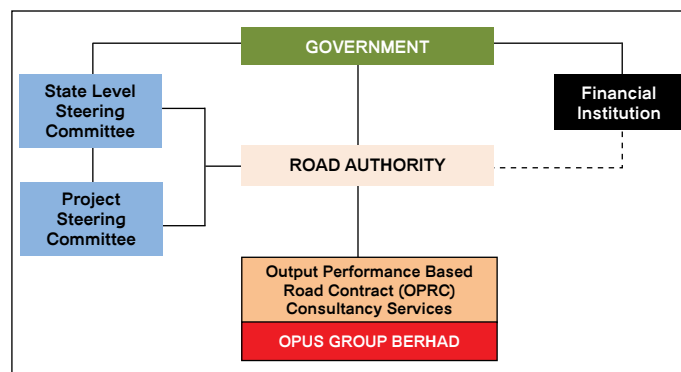 GOVERNMENT
State Level
Steering
Committee
Financial
Institution
ROAD AUTHORITY
Project
Steering
Committee
Output Performance Based
Road Contract (OPRC)
Consultancy Services
OPUS GROUP BERHAD